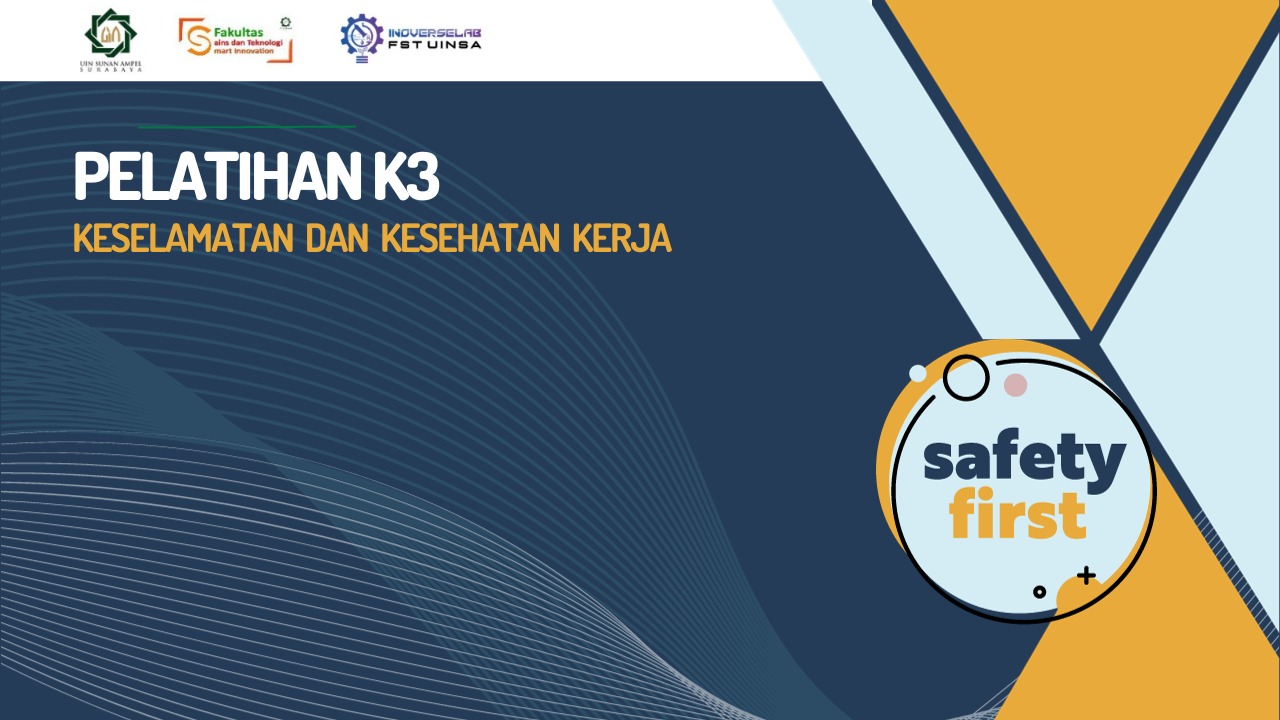 UIN SUNAN AMPEL
SURABAYA
Fakultas
ains dan Teknologi
mart Innovation
INOVERSELAB
FST UINSA
PELATIHAN K3
KESELAMATAN DAN KESEHATAN KERJA
safety
first